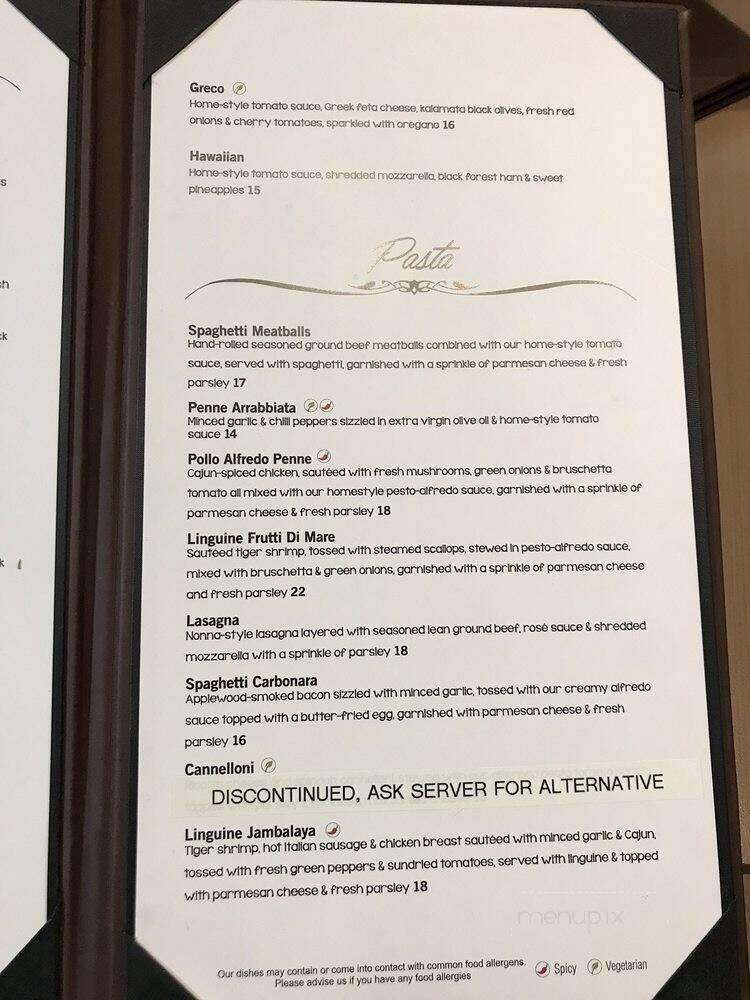 Greco
Home-style tomato sauce, Greek feta cheese, kalamata black olives, fresh red
onions & cherry tomatoes, sparkled with oregano 16
Hawaiian
Home-style tomato sauce, shredded mozzarella, black forest ham & sweet
pineapples 15
Pasta
Spaghetti Meatballs
Hand-rolled seasoned ground beef meatballs combined with our home-style tomato
sauce, served with spaghetti, garnished with a sprinkle of parmesan cheese & fresh
parsley 17
Penne Arrabbiata
Minced garlic & chilli peppers sizzled in extra virgin olive oil & home-style tomato
sauce 14
Pollo Alfredo Penne
Cajun-spiced chicken, sautéed with fresh mushrooms, green onions & bruschetta
tomato all mixed with our homestyle pesto-alfredo sauce, garnished with a sprinkle of
parmesan cheese & fresh parsley 18
Linguine Frutti Di Mare
Sautéed tiger shrimp, tossed with steamed scallops, stewed in pesto-alfredo sauce,
mixed with bruschetta & green onions, garnished with a sprinkle of parmesan cheese
and fresh parsley 22
Lasagna
Nonna-style lasagna layered with seasoned lean ground beef, rosé sauce & shredded
mozzarella with a sprinkle of parsley 18
Spaghetti Carbonara
Applewood-smoked bacon sizzled with minced garlic, tossed with our creamy alfredo
sauce topped with a butter-fried egg, garnished with parmesan cheese & fresh
parsley 16
Cannelloni
DISCONTINUED, ASK SERVER FOR ALTERNATIVE
Linguine Jambalaya
Tiger shrimp, hot Italian sausage & chicken breast sautéed with minced garlic & Cajun,
tossed with fresh green peppers & sundried tomatoes, served with linguine & topped
with parmesan cheese & fresh parsley 18
menupix
Our dishes may contain or come into contact with common food allergens.
Please advise us if you have any food allergies
Spicy Vegetarian